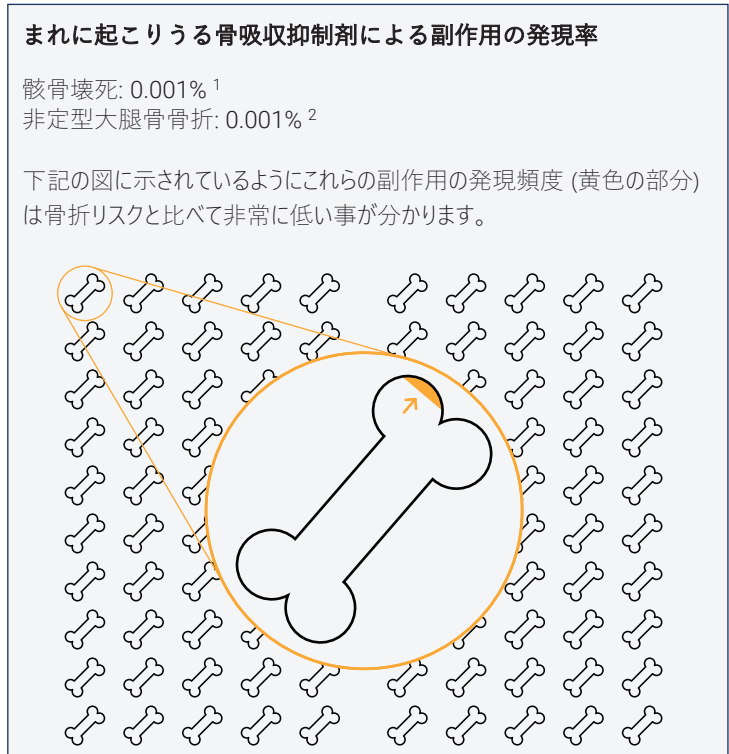 まれに起こりうる骨吸収抑制剤による副作用の発現率
骸骨壊死: 0.001% 1
非定型大腿骨骨折: 0.001% 2
下記の図に示されているようにこれらの副作用の発現頻度 (黄色の部分)
は骨折リスクと比べて非常に低い事が分かります。